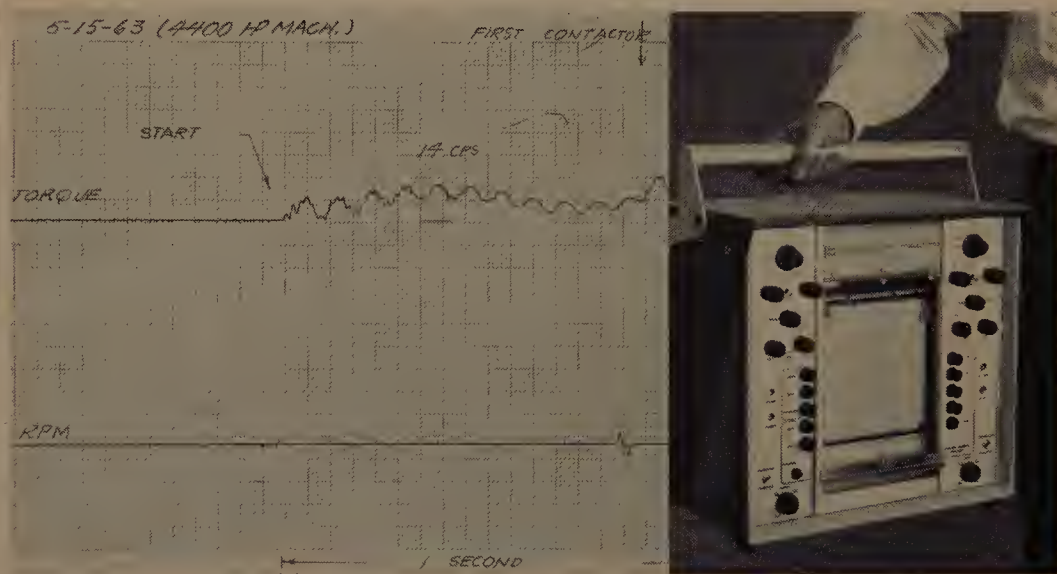 5-15-63 (4400 HP MACH.)
FIRST CONTACTOR
START
14 CPS
TORQUE
RPM
1 SECOND